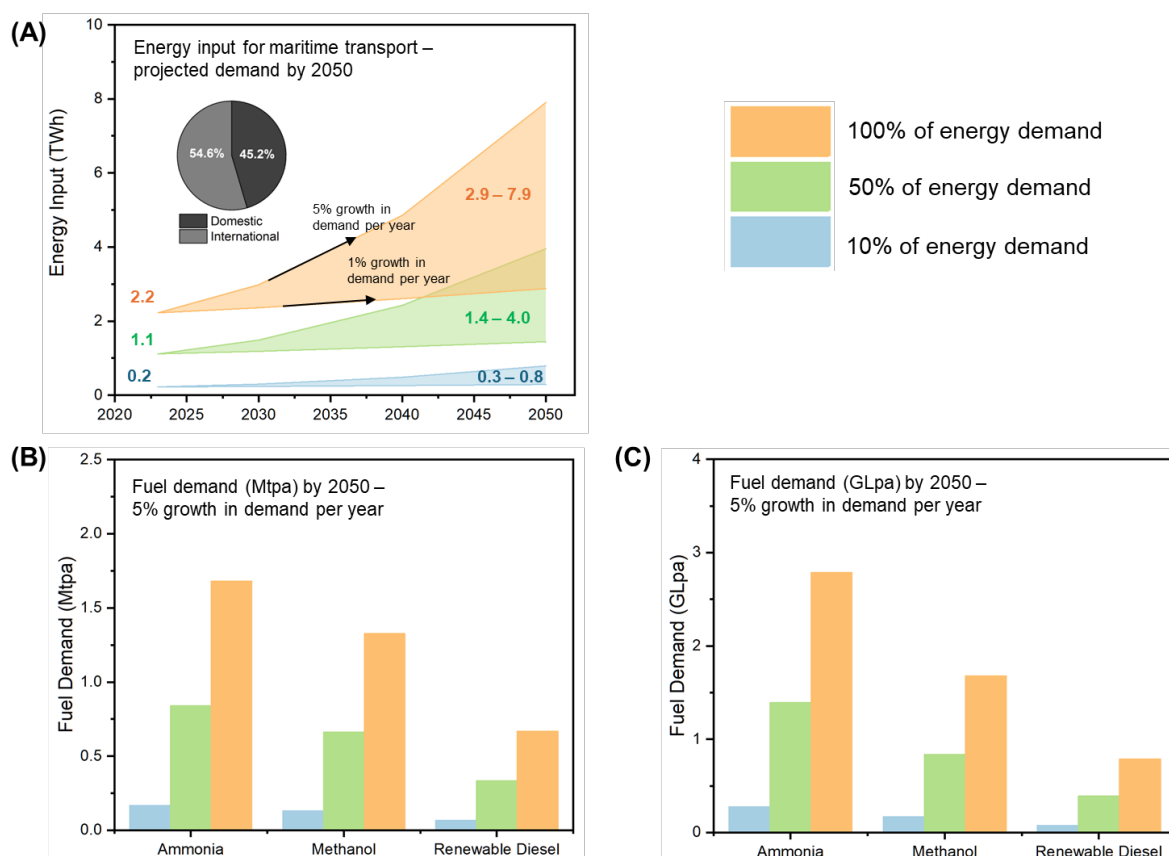 (A)
Energy input for maritime transport –
projected demand by 2050
Energy Input (TWh)
10
8
6
4
2
0
54.6%
45.2%
Domestic
International
5% growth in
demand per year
1% growth in
demand per year
2.9 – 7.9
2.2
1.4 – 4.0
1.1
0.3 – 0.8
0.2
2020
2025
2030
2035
2040
2045
2050
100% of energy demand
50% of energy demand
10% of energy demand
(B)
Fuel demand (Mtpa) by 2050 –
5% growth in demand per year
Fuel Demand (Mtpa)
2.5
2.0
1.5
1.0
0.5
0.0
Ammonia
Methanol
Renewable Diesel
(C)
Fuel demand (GLpa) by 2050 –
5% growth in demand per year
Fuel Demand (GLpa)
4
3
2
1
0
Ammonia
Methanol
Renewable Diesel